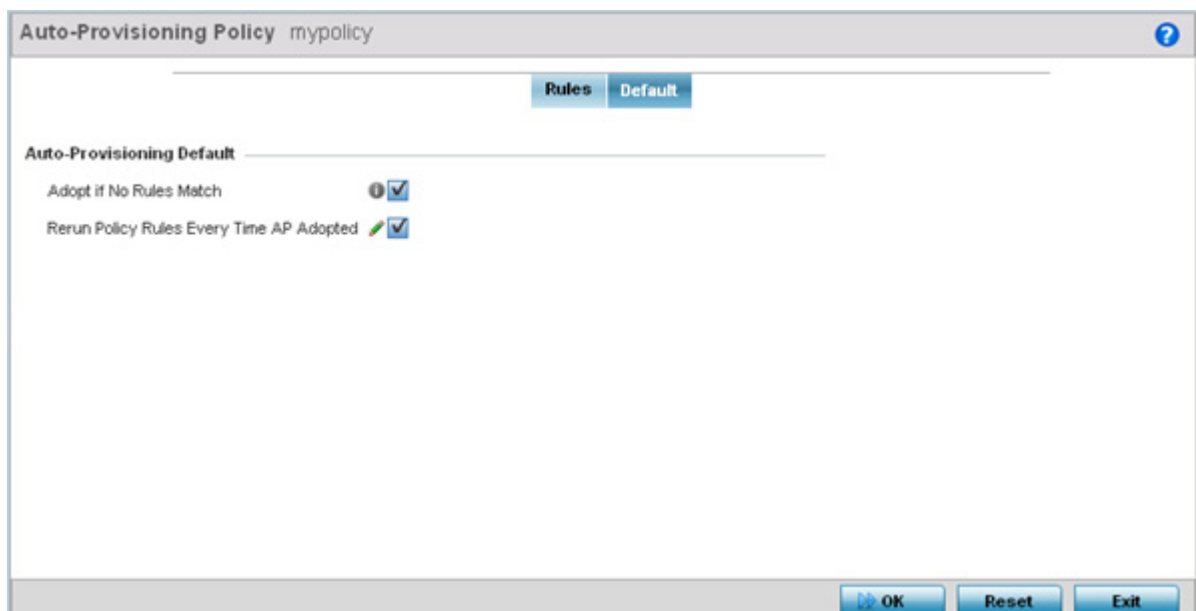 Auto-Provisioning Policy mypolicy
?
Rules Default
Auto-Provisioning Default
Adopt if No Rules Match
Rerun Policy Rules Every Time AP Adopted
OK Reset Exit